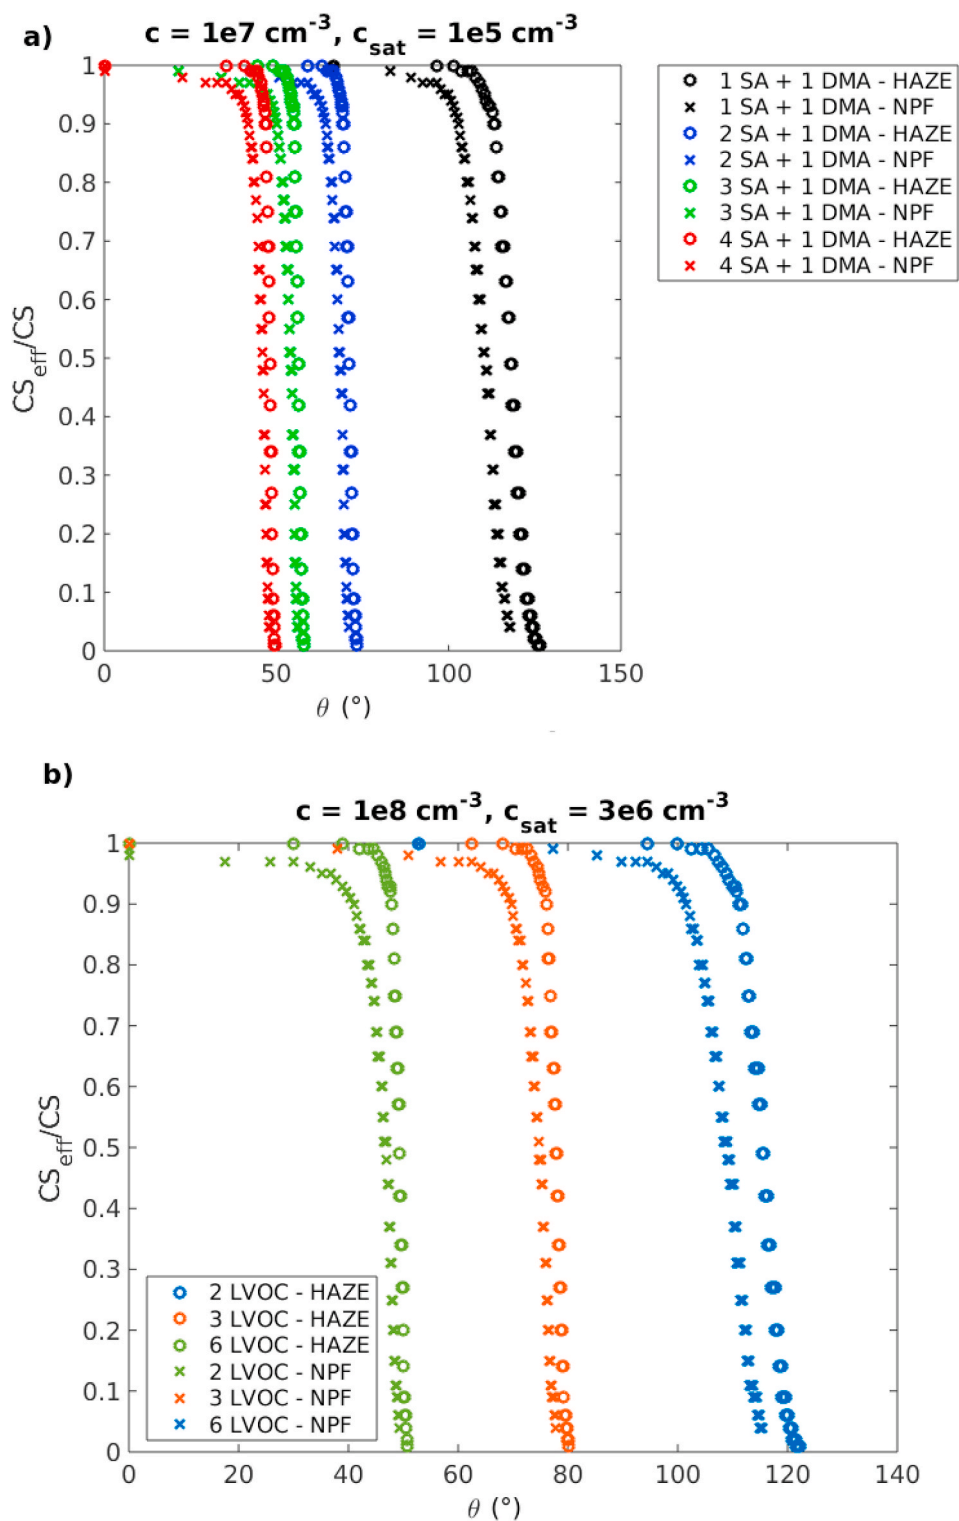 a)
c = 1e7 cm-3, csat = 1e5 cm-3
1
0.9
0.8
0.7
0.6
0.5
0.4
0.3
0.2
0.1
0
CSeff/CS
0 50 100 150
θ (°)
1 SA + 1 DMA - HAZE
1 SA + 1 DMA - NPF
2 SA + 1 DMA - HAZE
2 SA + 1 DMA - NPF
3 SA + 1 DMA - HAZE
3 SA + 1 DMA - NPF
4 SA + 1 DMA - HAZE
4 SA + 1 DMA - NPF
b)
c = 1e8 cm-3, csat = 3e6 cm-3
1
0.9
0.8
0.7
0.6
0.5
0.4
0.3
0.2
0.1
0
CSeff/CS
2 LVOC - HAZE
3 LVOC - HAZE
6 LVOC - HAZE
2 LVOC - NPF
3 LVOC - NPF
6 LVOC - NPF
0 20 40 60 80 100 120 140
θ (°)